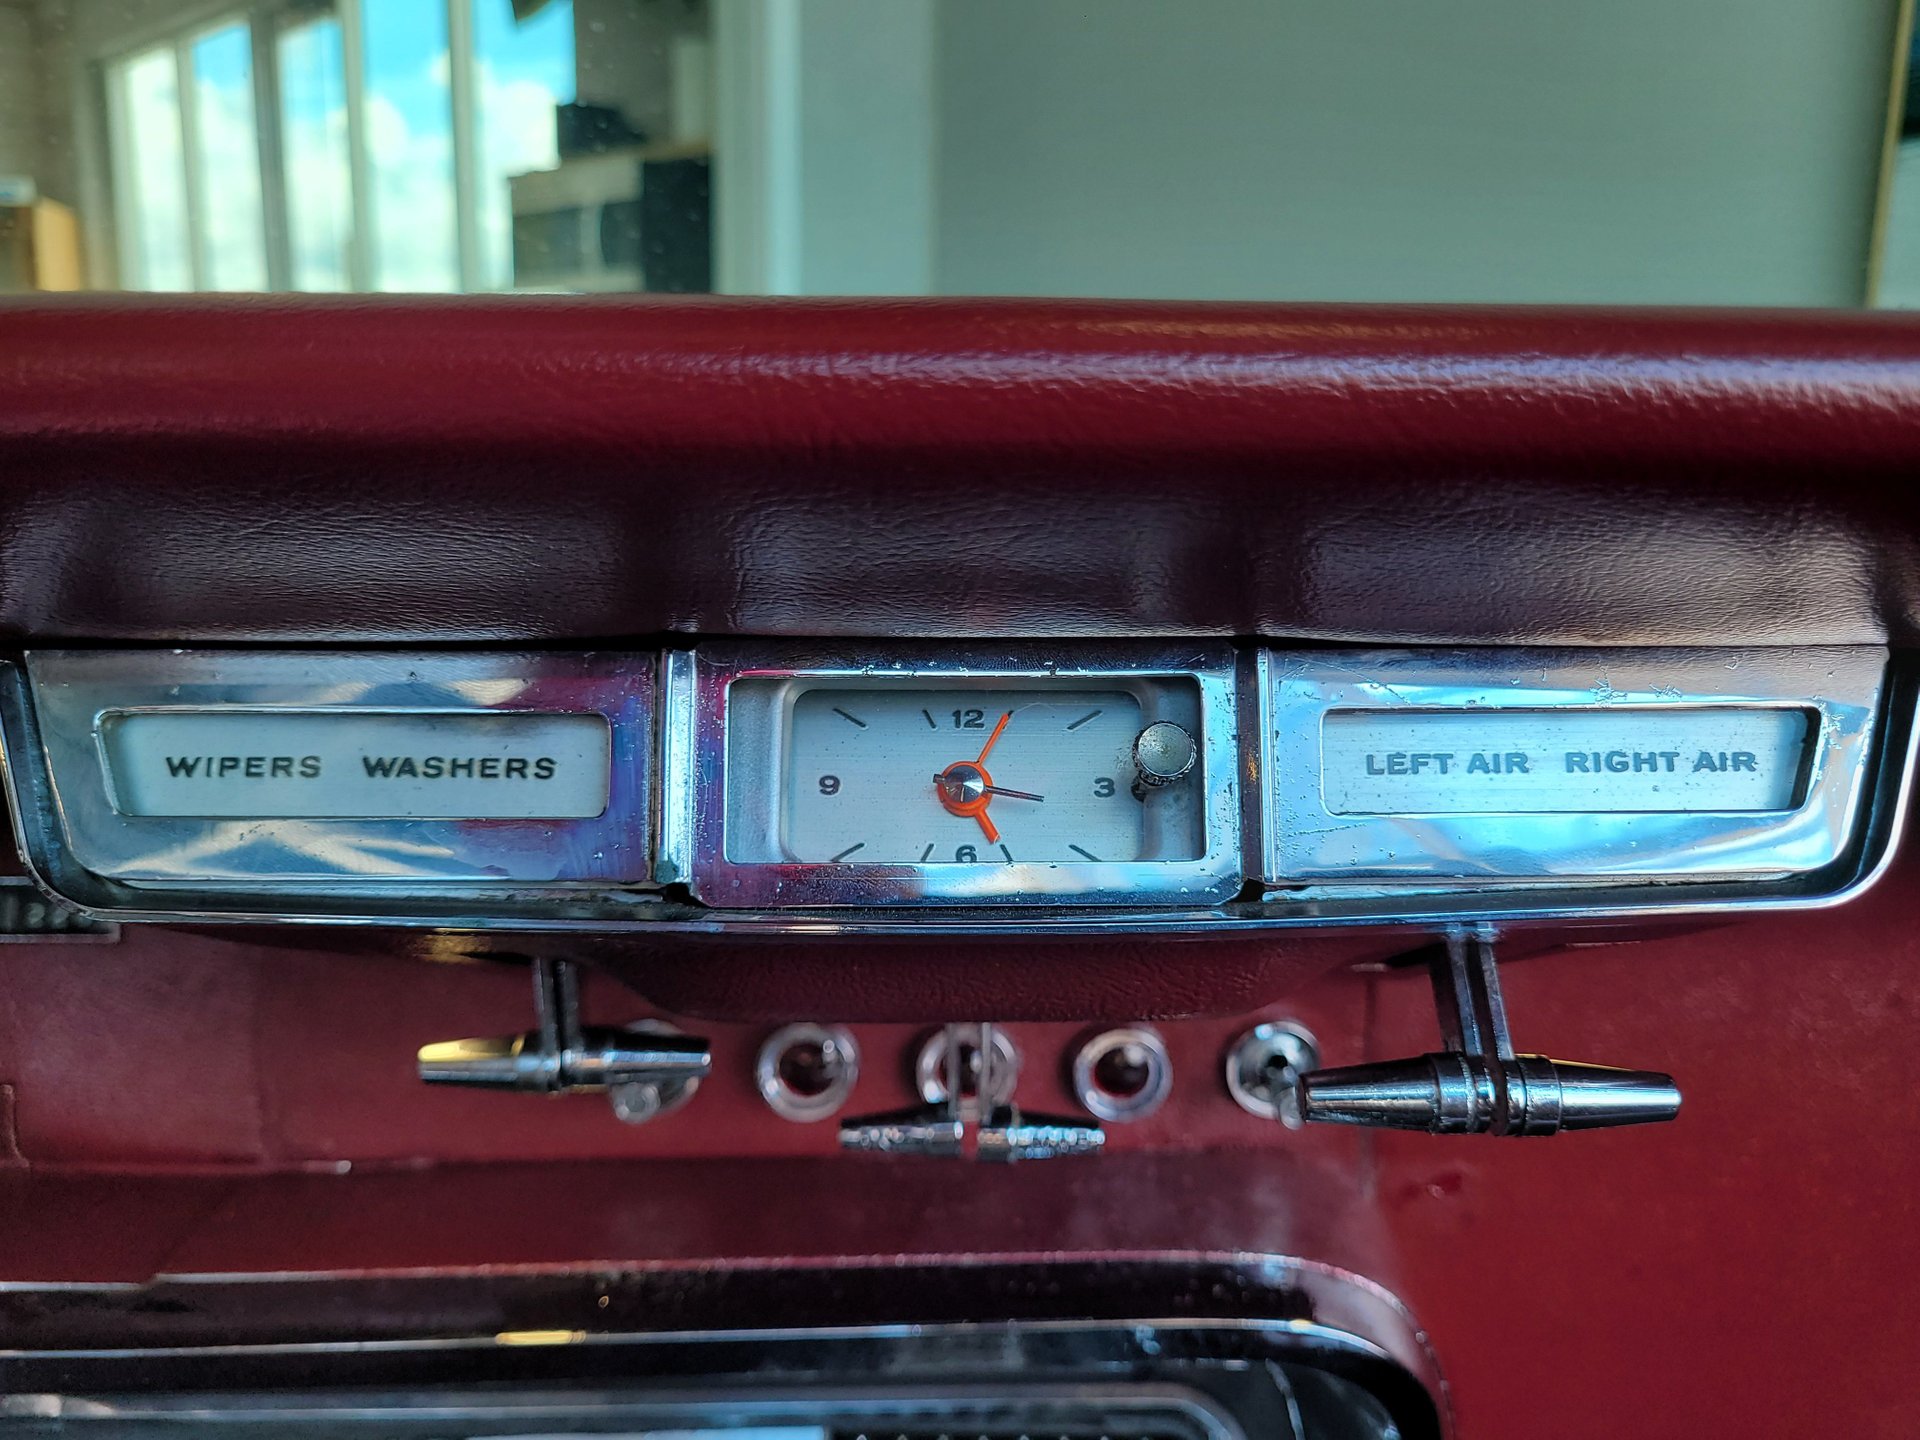 WIPERS WASHERS
12
9 3
6
LEFT AIR RIGHT AIR